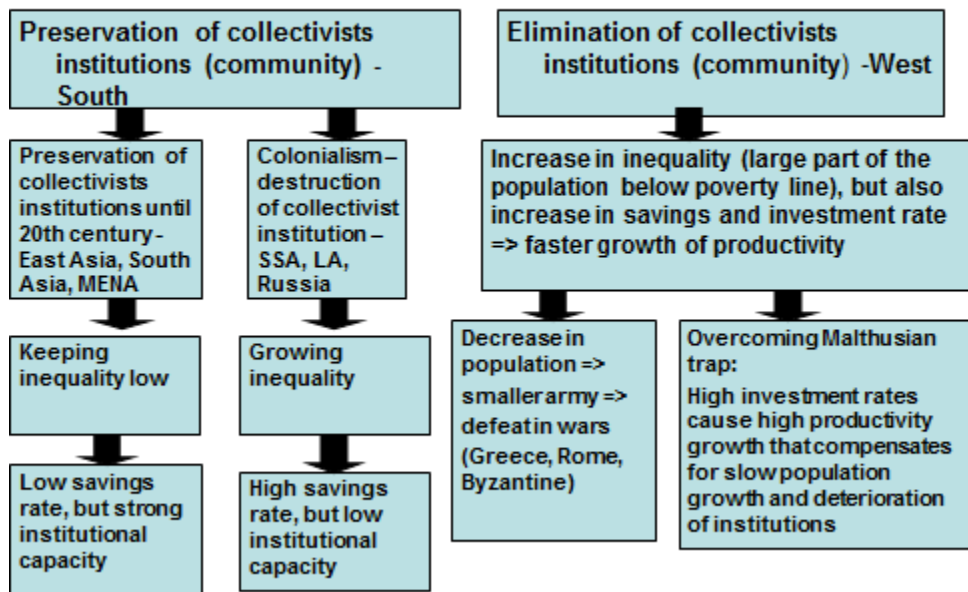 Preservation of collectivists
institutions (community) -
South
Elimination of collectivists
institutions (community) -West
Preservation of
collectivists
institutions until
20th century -
East Asia, South
Asia, MENA
Colonialism –
destruction
of collectivist
institution –
SSA, LA,
Russia
Increase in inequality (large part of the
population below poverty line), but also
increase in savings and investment rate
=> faster growth of productivity
Keeping
inequality low
Growing
inequality
Decrease in
population =>
smaller army =>
defeat in wars
(Greece, Rome,
Byzantine)
Overcoming Malthusian
trap:
High investment rates
cause high productivity
growth that compensates
for slow population
growth and deterioration
of institutions
Low savings
rate, but strong
institutional
capacity
High savings
rate, but low
institutional
capacity